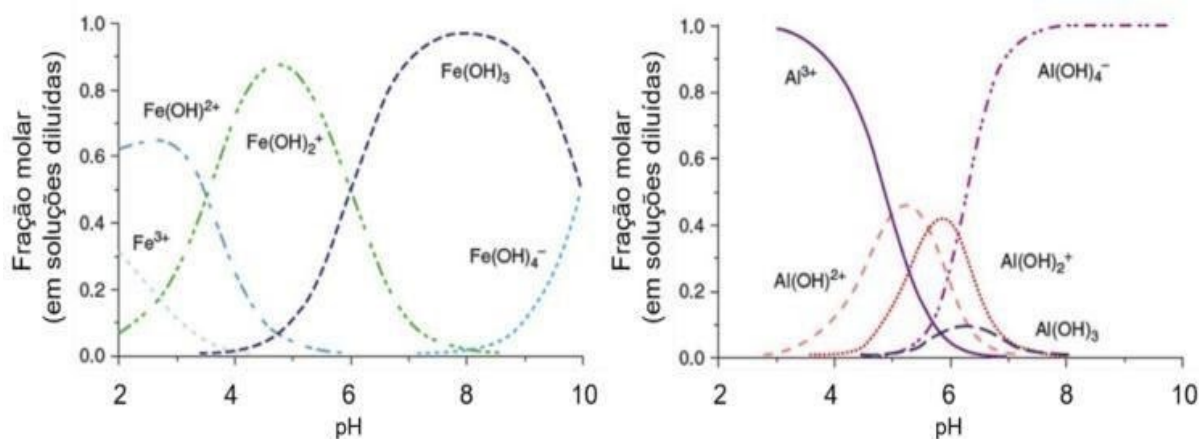 Fração molar
(em soluções diluídas)
1.0
0.8
0.6
0.4
0.2
0.0
Fe(OH)²⁺
Fe³⁺
Fe(OH)₂⁺
Fe(OH)₃
Fe(OH)₄⁻
2 4 6 8 10
pH
Fração molar
(em soluções diluídas)
1.0
0.8
0.6
0.4
0.2
0.0
Al³⁺
Al(OH)₄⁻
Al(OH)²⁺
Al(OH)₂⁺
Al(OH)₃
2 4 6 8 10
pH